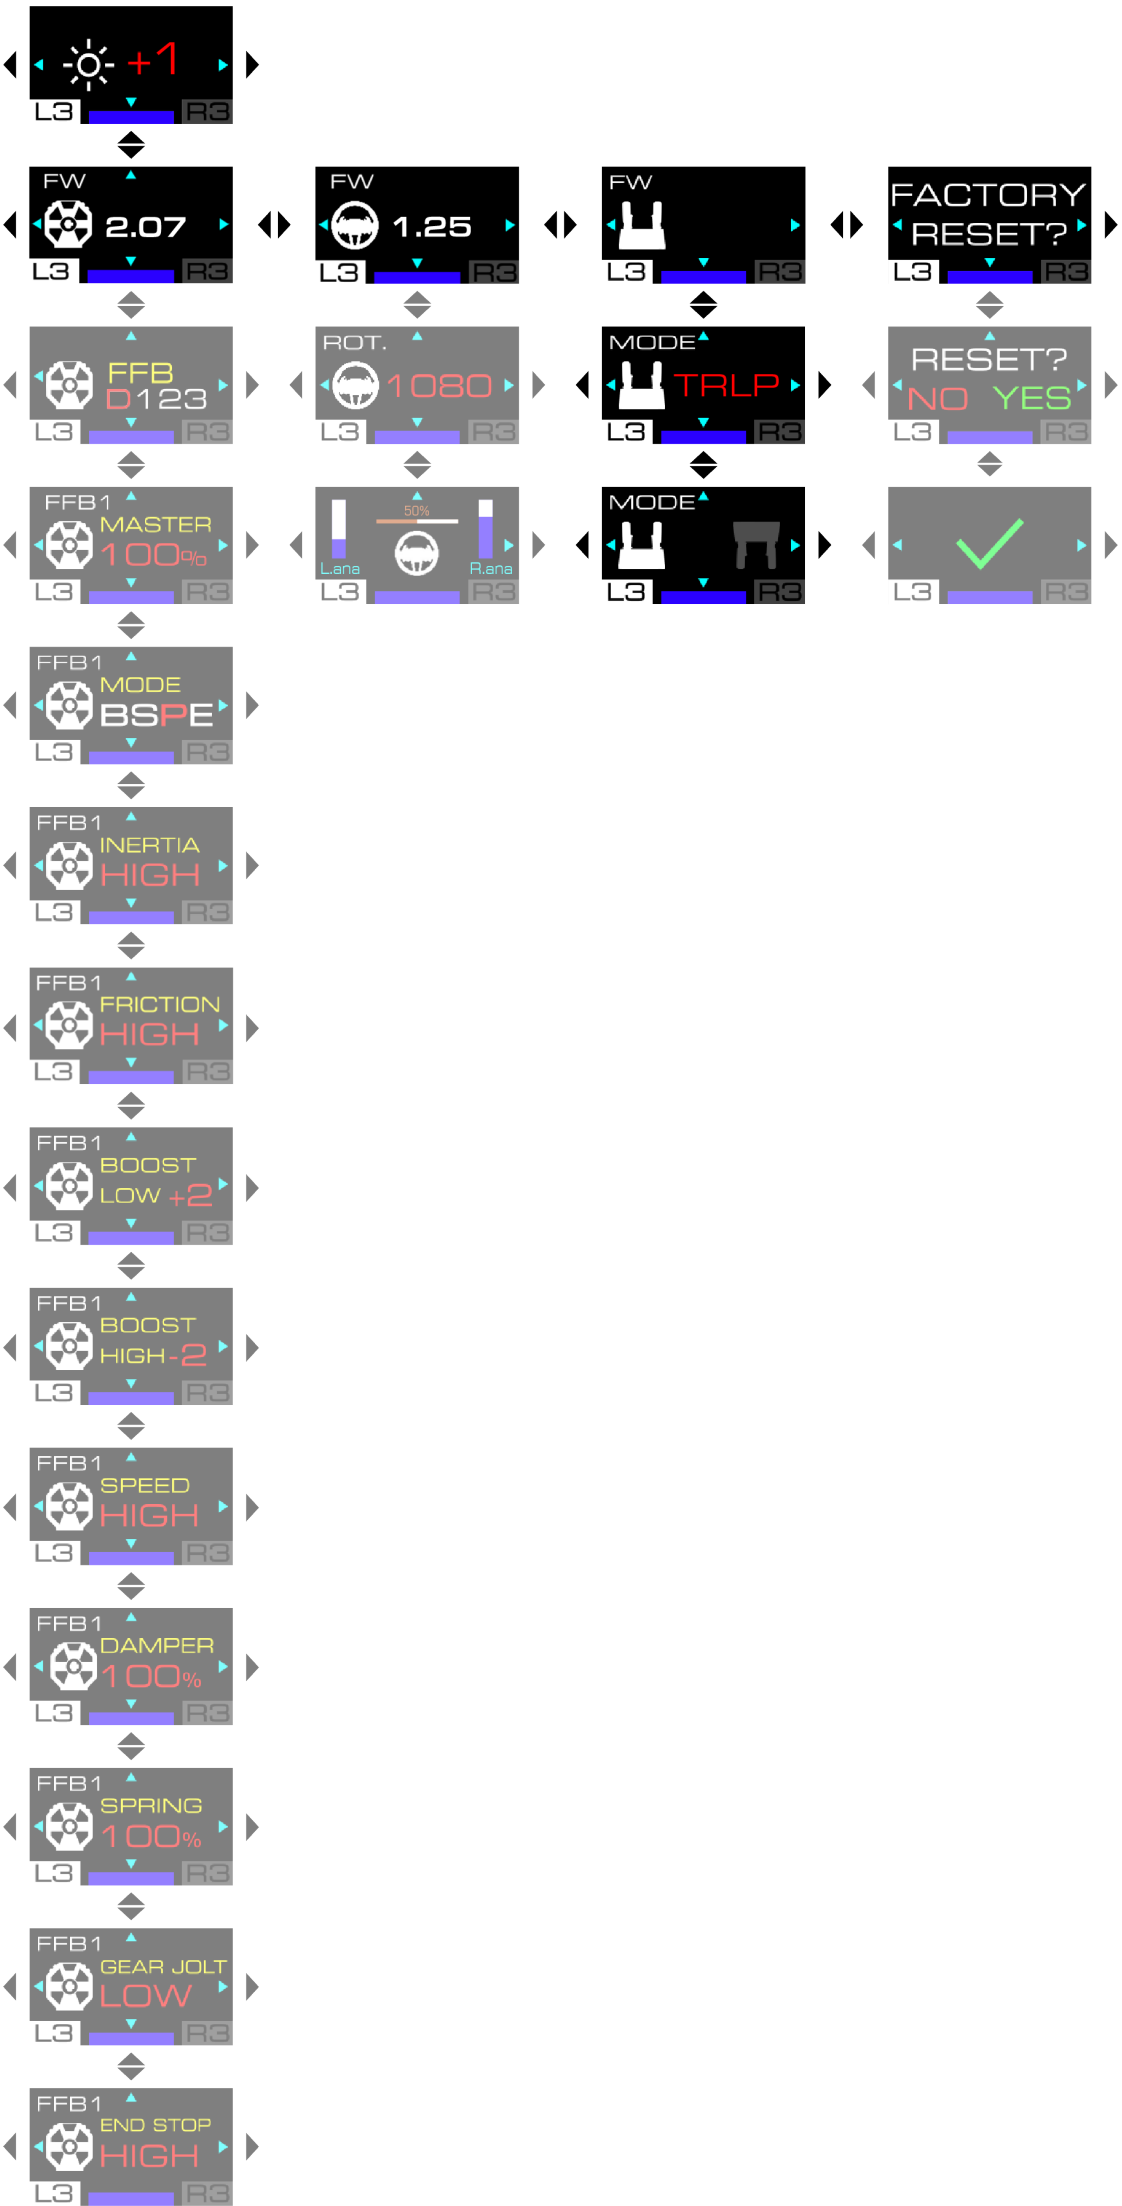 +1
L3 R3
FW
2.07
L3 R3
FW
1.25
L3 R3
FW
L3 R3
FACTORY
RESET?
L3 R3
FFB
D123
L3 R3
ROT.
1080
L3 R3
MODE
TRLP
L3 R3
RESET?
NO YES
L3 R3
FFB1
MASTER
100%
L3 R3
50%
L.ana R.ana
L3 R3
MODE
L3 R3
L3 R3
FFB1
MODE
BSPE
L3 R3
FFB1
INERTIA
HIGH
L3 R3
FFB1
FRICTION
HIGH
L3 R3
FFB1
BOOST
LOW +2
L3 R3
FFB1
BOOST
HIGH -2
L3 R3
FFB1
SPEED
HIGH
L3 R3
FFB1
DAMPER
100%
L3 R3
FFB1
SPRING
100%
L3 R3
FFB1
GEAR JOLT
LOW
L3 R3
FFB1
END STOP
HIGH
L3 R3